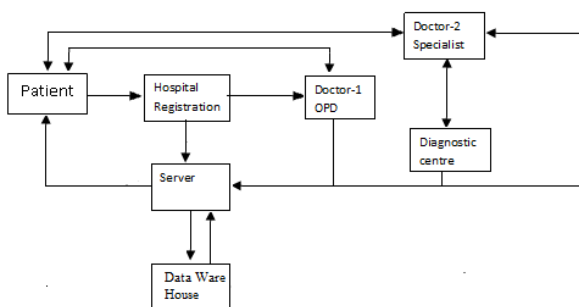 Doctor-2
Specialist
Patient
Hospital
Registration
Doctor-1
OPD
Diagnostic
centre
Server
Data Ware
House